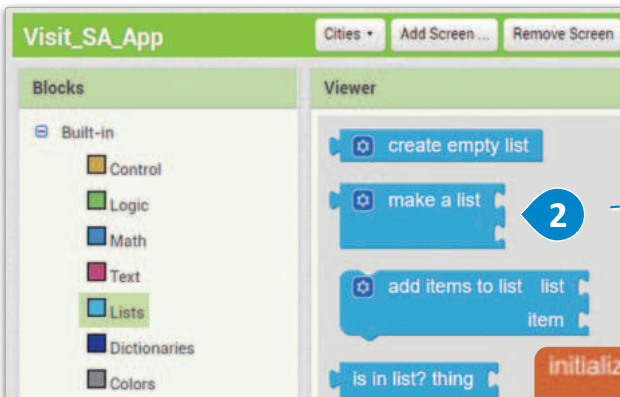 Visit_SA_App
Cities
Add Screen ...
Remove Screen
Blocks
Viewer
Built-in
Control
Logic
Math
Text
Lists
Dictionaries
Colors
create empty list
make a list
2
add items to list list
item
is in list? thing